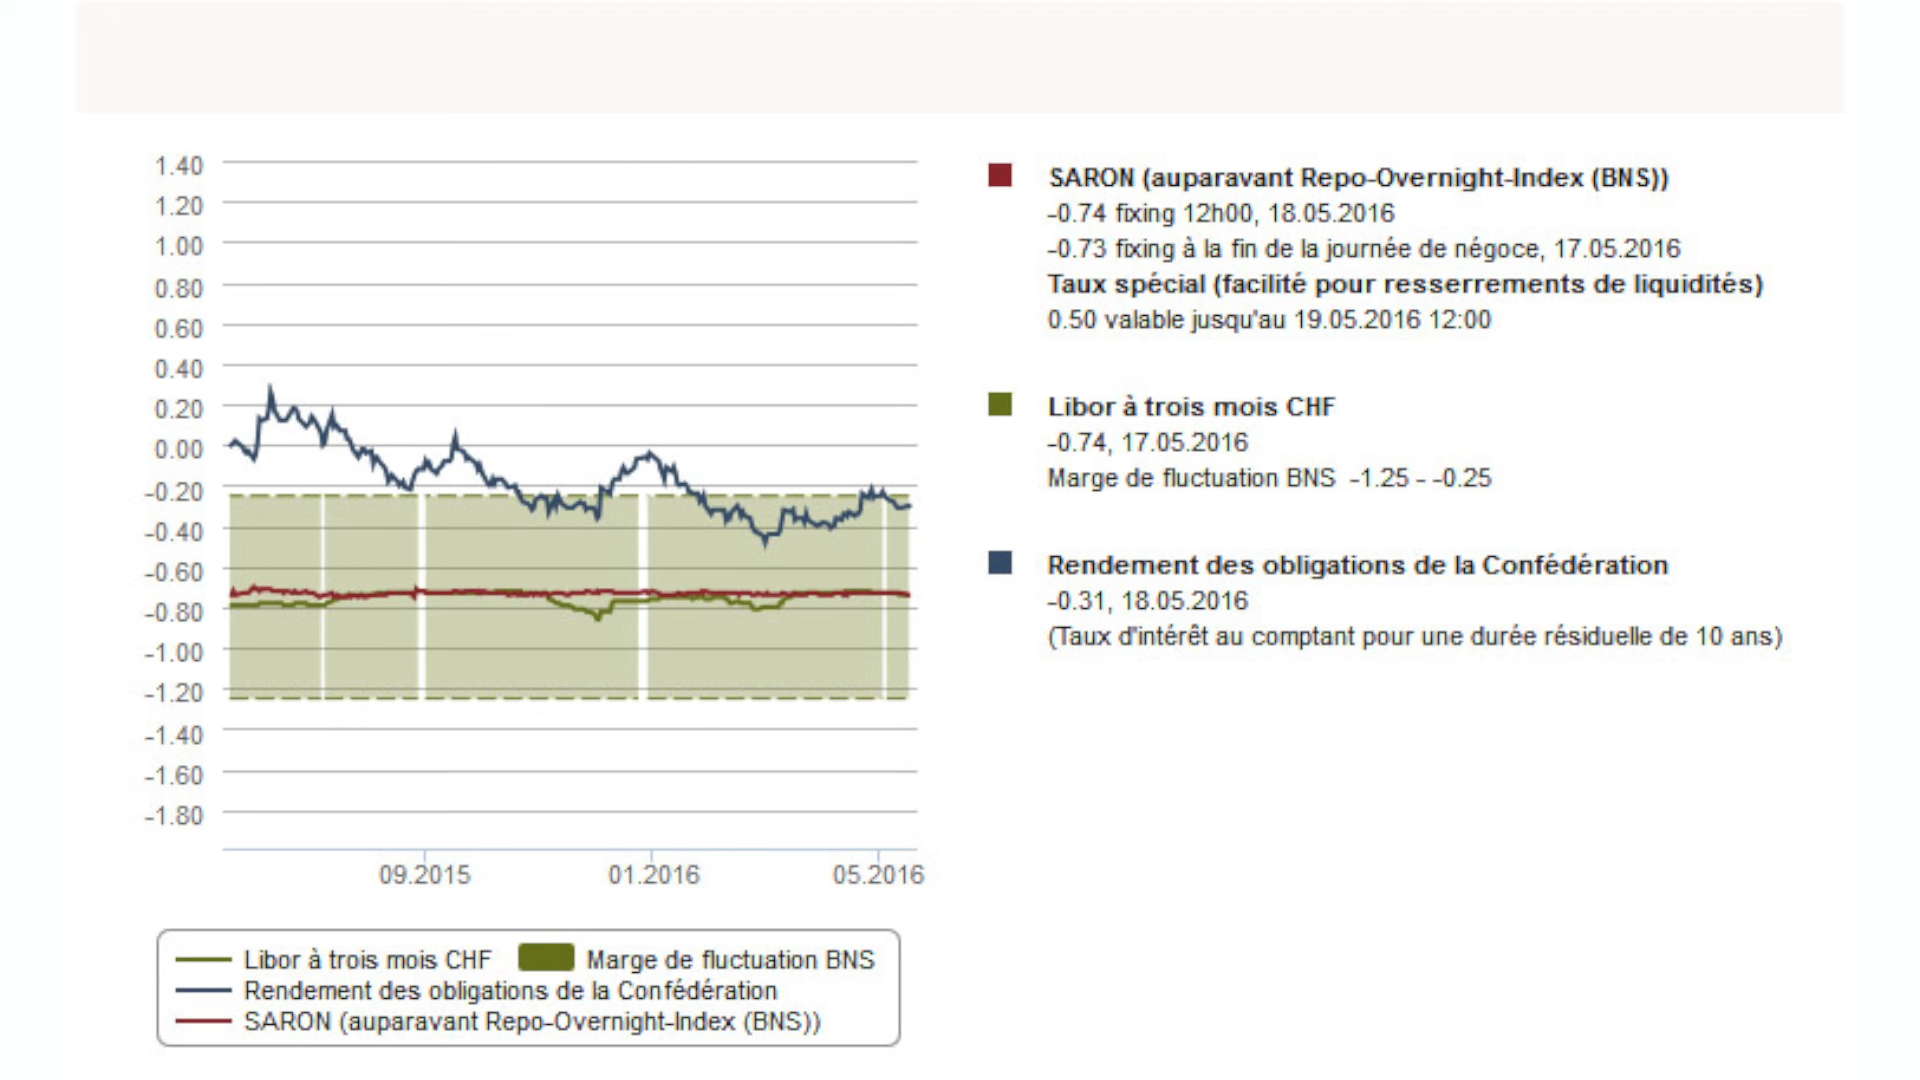 1.40
1.20
1.00
0.80
0.60
0.40
0.20
0.00
-0.20
-0.40
-0.60
-0.80
-1.00
-1.20
-1.40
-1.60
-1.80
09.2015 01.2016 05.2016
Libor à trois mois CHF Marge de fluctuation BNS
Rendement des obligations de la Confédération
SARON (auparavant Repo-Overnight-Index (BNS))
SARON (auparavant Repo-Overnight-Index (BNS))
-0.74 fixing 12h00, 18.05.2016
-0.73 fixing à la fin de la journée de négoce, 17.05.2016
Taux spécial (facilité pour resserrements de liquidités)
0.50 valable jusqu'au 19.05.2016 12:00
Libor à trois mois CHF
-0.74, 17.05.2016
Marge de fluctuation BNS -1.25 - -0.25
Rendement des obligations de la Confédération
-0.31, 18.05.2016
(Taux d'intérêt au comptant pour une durée résiduelle de 10 ans)